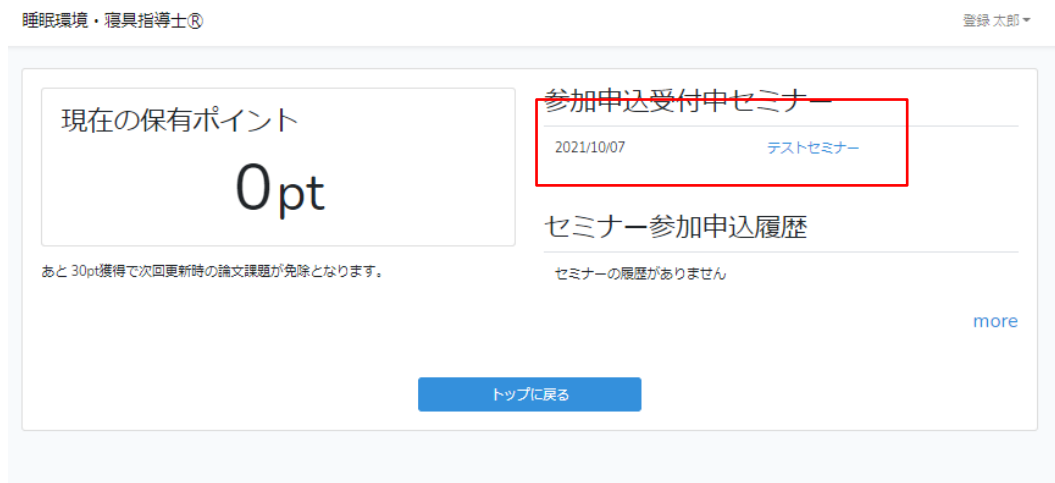 睡眠環境・寝具指導士®
登録 太郎
現在の保有ポイント
0pt
あと 30pt獲得で次回更新時の論文課題が免除となります。
参加申込受付中セミナー
2021/10/07 テストセミナー
セミナー参加申込履歴
セミナーの履歴がありません
more
トップに戻る